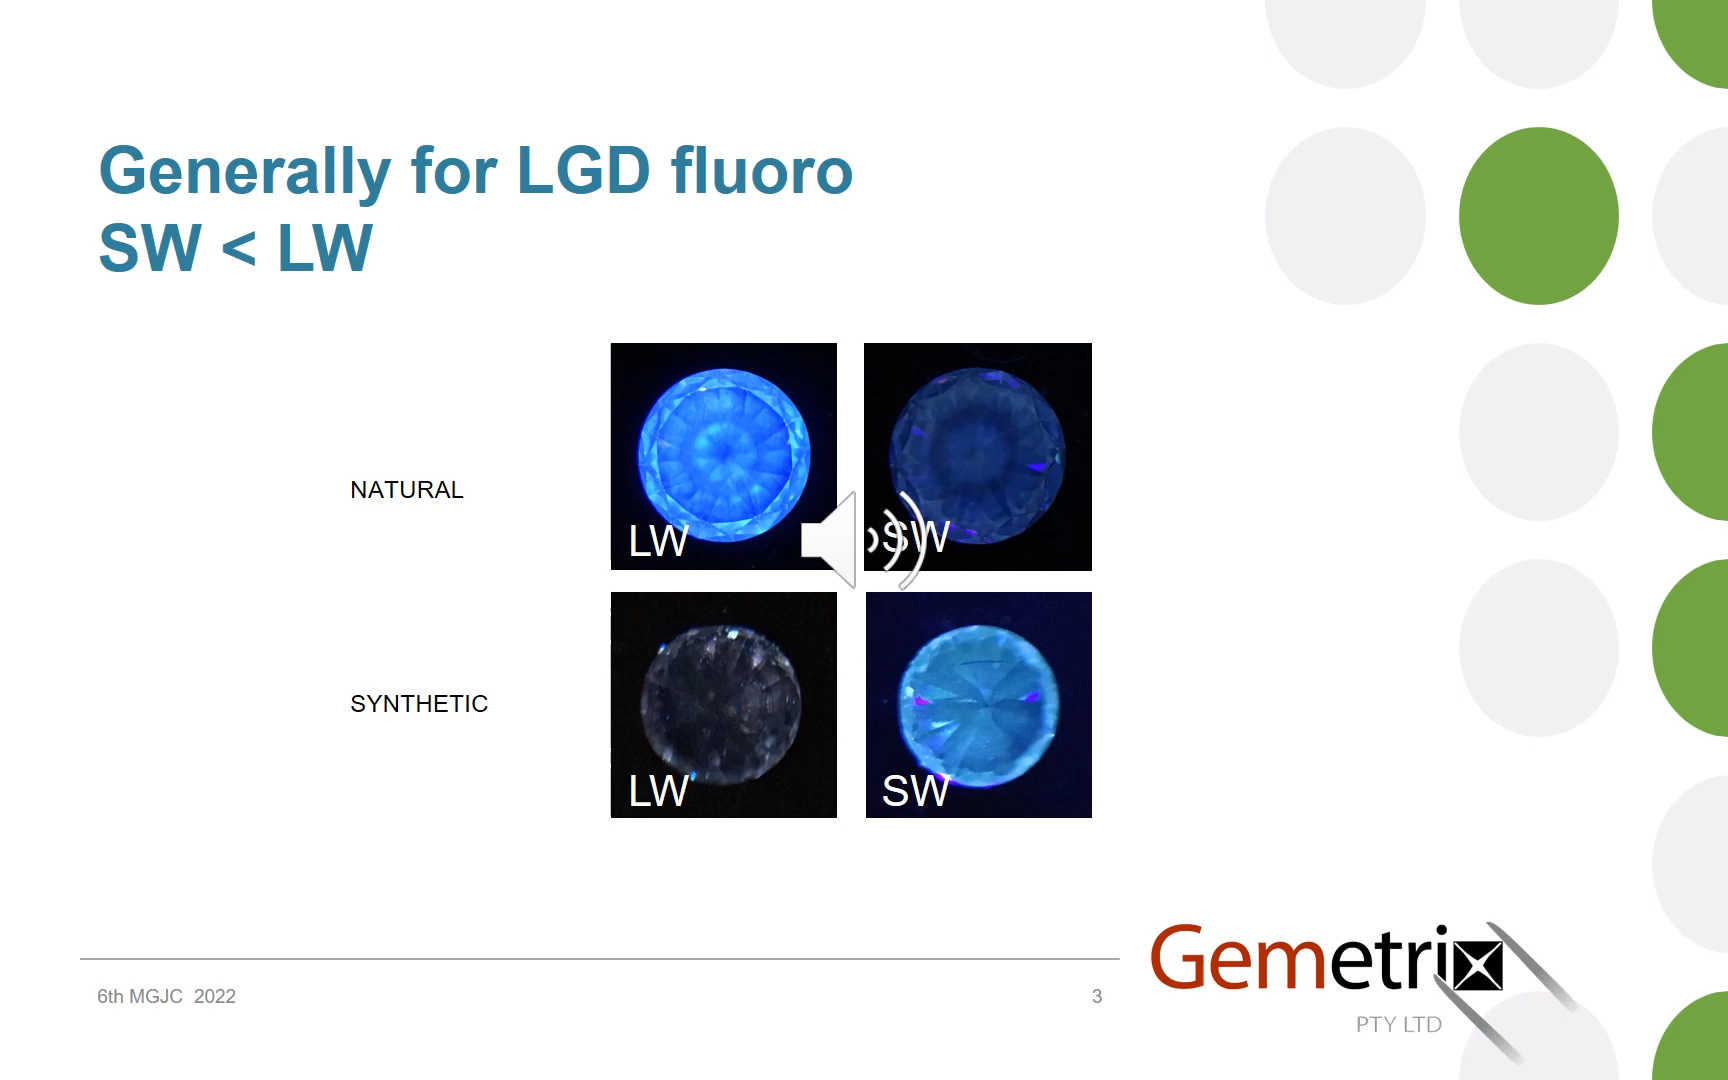 Generally for LGD fluoro
SW < LW
NATURAL
LW
SW
SYNTHETIC
LW
SW
6th MGJC 2022
3
Gemetrix
PTY LTD